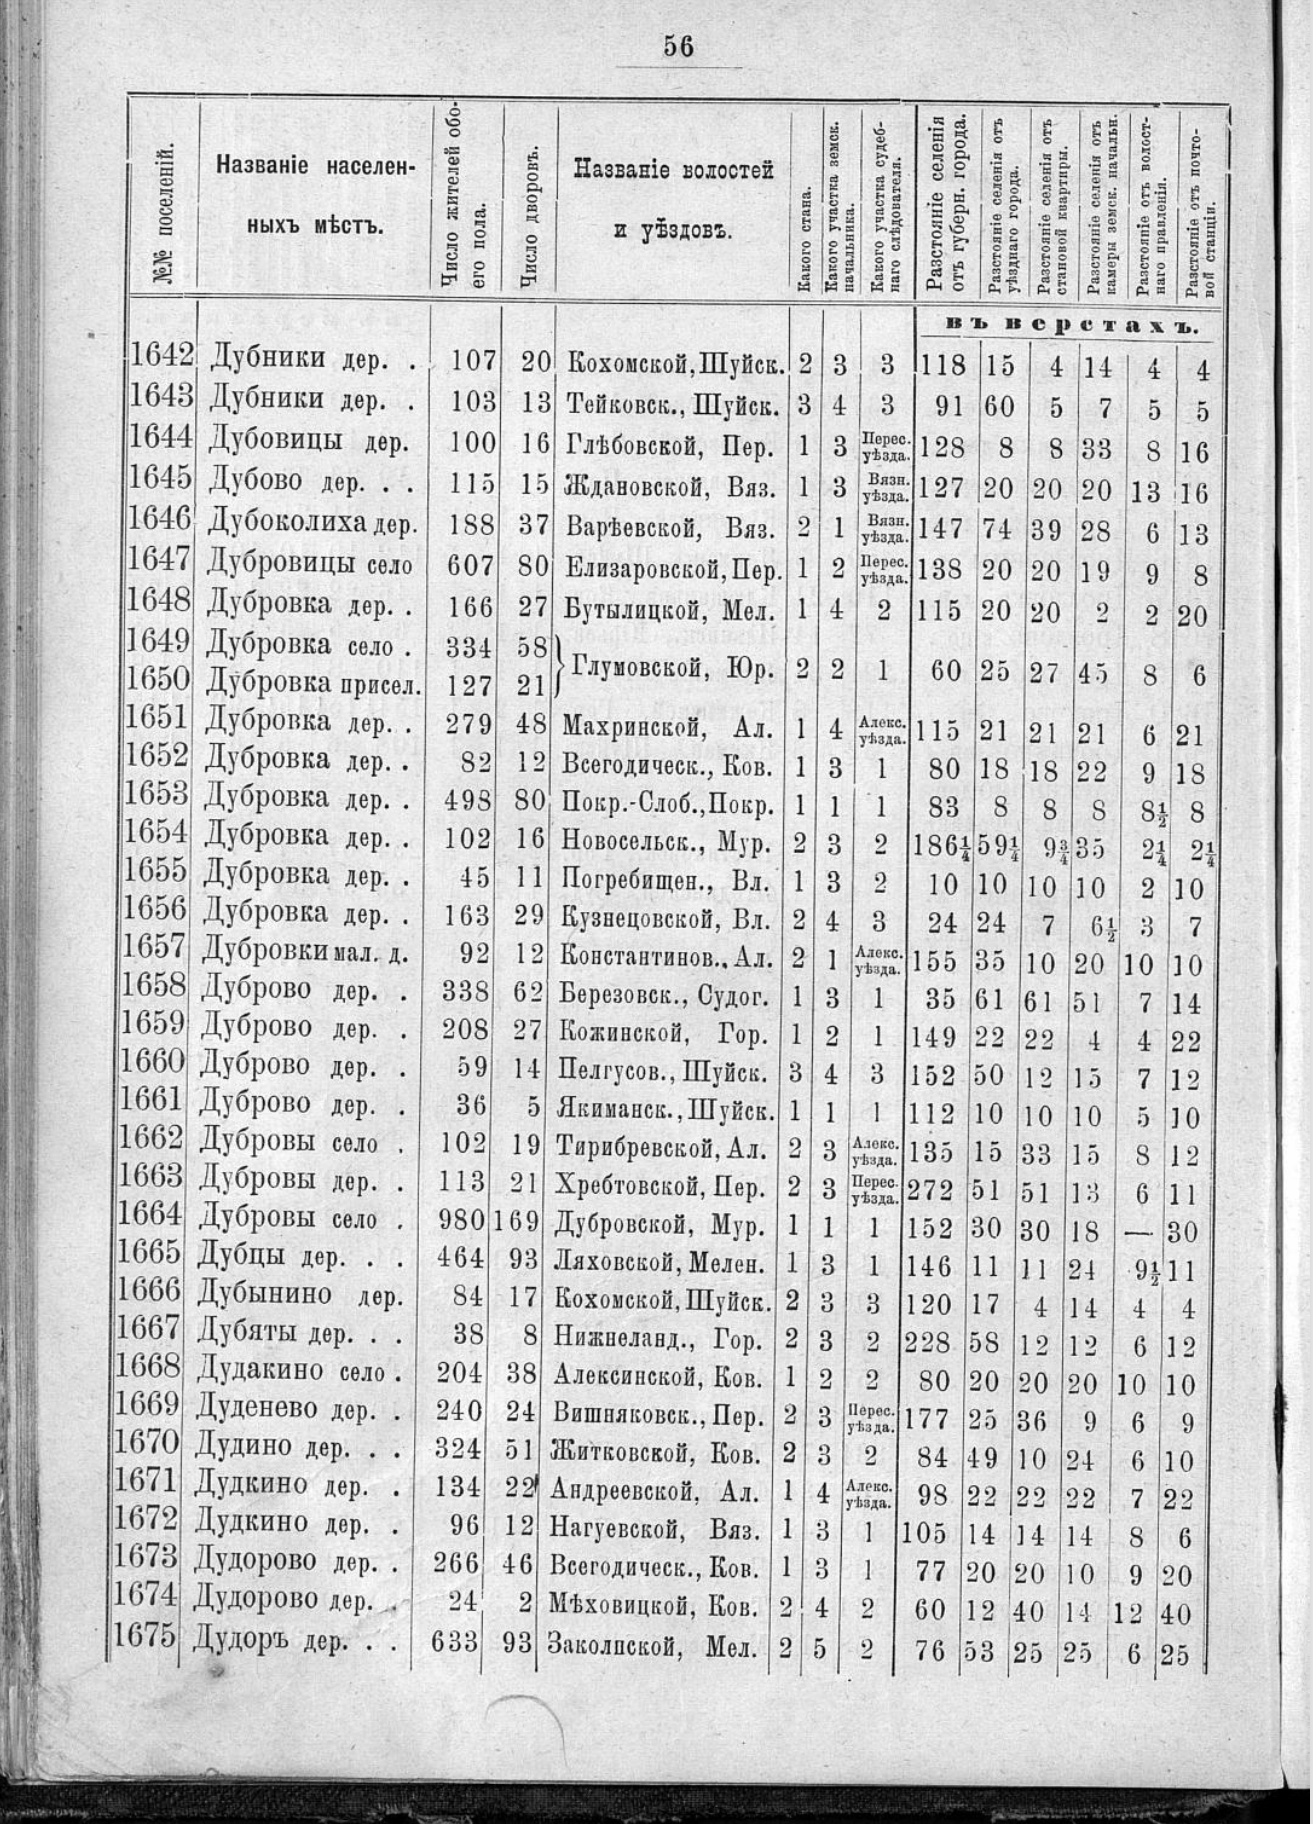 56
№№ поселеній.
Названіе населен-
ныхъ мѣстъ.
Число жителей обо-
его пола.
Число дворовъ.
Названіе волостей
и уѣздовъ.
Какого стана.
Какого участка земск.
начальника.
Какого участка судеб-
наго слѣдователя.
Разстояніе селенія
отъ губерн. города.
Разстояніе селенія отъ
уѣзднаго города.
Разстояніе селенія отъ
становой квартиры.
Разстояніе селенія отъ
камеры земск. начальн.
Разстояніе отъ волост-
наго правленія.
Разстояніе отъ почто-
вой станціи.
въ верстахъ.
1642 Дубники дер. . 107 20 Кохомской, Шуйск. 2 3 3 118 15 4 14 4 4
1643 Дубники дер. . 103 13 Тейковск., Шуйск. 3 4 3 91 60 5 7 5 5
1644 Дубовицы дер. 100 16 Глѣбовской, Пер. 1 3 Перес. уѣзда. 128 8 8 33 8 16
1645 Дубово дер. . . 115 15 Ждановской, Вяз. 1 3 Вязн. уѣзда. 127 20 20 20 13 16
1646 Дубоколиха дер. 188 37 Варѣевской, Вяз. 2 1 Вязн. уѣзда. 147 74 39 28 6 13
1647 Дубровицы село 607 80 Елизаровской, Пер. 1 2 Перес. уѣзда. 138 20 20 19 9 8
1648 Дубровка дер. . 166 27 Бутылицкой, Мел. 1 4 2 115 20 20 2 2 20
1649 Дубровка село . 334 58
1650 Дубровка присел. 127 21 } Глумовской, Юр. 2 2 1 60 25 27 45 8 6
1651 Дубровка дер. . 279 48 Махринской, Ал. 1 4 Алекс. уѣзда. 115 21 21 21 6 21
1652 Дубровка дер. . 82 12 Всегодическ., Ков. 1 3 1 80 18 18 22 9 18
1653 Дубровка дер. . 498 80 Покр.-Слоб., Покр. 1 1 1 83 8 8 8 8½ 8
1654 Дубровка дер. . 102 16 Новосельск., Мур. 2 3 2 186¼ 59¼ 9¾ 35 2¼ 2¼
1655 Дубровка дер. . 45 11 Погребищен., Вл. 1 3 2 10 10 10 10 2 10
1656 Дубровка дер. . 163 29 Кузнецовской, Вл. 2 4 3 24 24 7 6½ 3 7
1657 Дубровки мал. д. 92 12 Константинов., Ал. 2 1 Алекс. уѣзда. 155 35 10 20 10 10
1658 Дуброво дер. . 338 62 Березовск., Судог. 1 3 1 35 61 61 51 7 14
1659 Дуброво дер. . 208 27 Кожинской, Гор. 1 2 1 149 22 22 4 4 22
1660 Дуброво дер. . 59 14 Пелгусов., Шуйск. 3 4 3 152 50 12 15 7 12
1661 Дуброво дер. . 36 5 Якиманск., Шуйск. 1 1 1 112 10 10 10 5 10
1662 Дубровы село . 102 19 Тирибревской, Ал. 2 3 Алекс. уѣзда. 135 15 33 15 8 12
1663 Дубровы дер. . 113 21 Хребтовской, Пер. 2 3 Перес. уѣзда. 272 51 51 13 6 11
1664 Дубровы село . 980 169 Дубровской, Мур. 1 1 1 152 30 30 18 — 30
1665 Дубцы дер. . . 464 93 Ляховской, Мелен. 1 3 1 146 11 11 24 9½ 11
1666 Дубынино дер. 84 17 Кохомской, Шуйск. 2 3 3 120 17 4 14 4 4
1667 Дубяты дер. . . 38 8 Нижнеланд., Гор. 2 3 2 228 58 12 12 6 12
1668 Дудакино село . 204 38 Алексинской, Ков. 1 2 2 80 20 20 20 10 10
1669 Дуденево дер. . 240 24 Вишняковск., Пер. 2 3 Перес. уѣзда. 177 25 36 9 6 9
1670 Дудино дер. . . 324 51 Житковской, Ков. 2 3 2 84 49 10 24 6 10
1671 Дудкино дер. . 134 22 Андреевской, Ал. 1 4 Алекс. уѣзда. 98 22 22 22 7 22
1672 Дудкино дер. . 96 12 Нагуевской, Вяз. 1 3 1 105 14 14 14 8 6
1673 Дудорово дер. . 266 46 Всегодическ., Ков. 1 3 1 77 20 20 10 9 20
1674 Дудорово дер. . 24 2 Мѣховицкой, Ков. 2 4 2 60 12 40 14 12 40
1675 Дудоръ дер. . . 633 93 Заколпской, Мел. 2 5 2 76 53 25 25 6 25